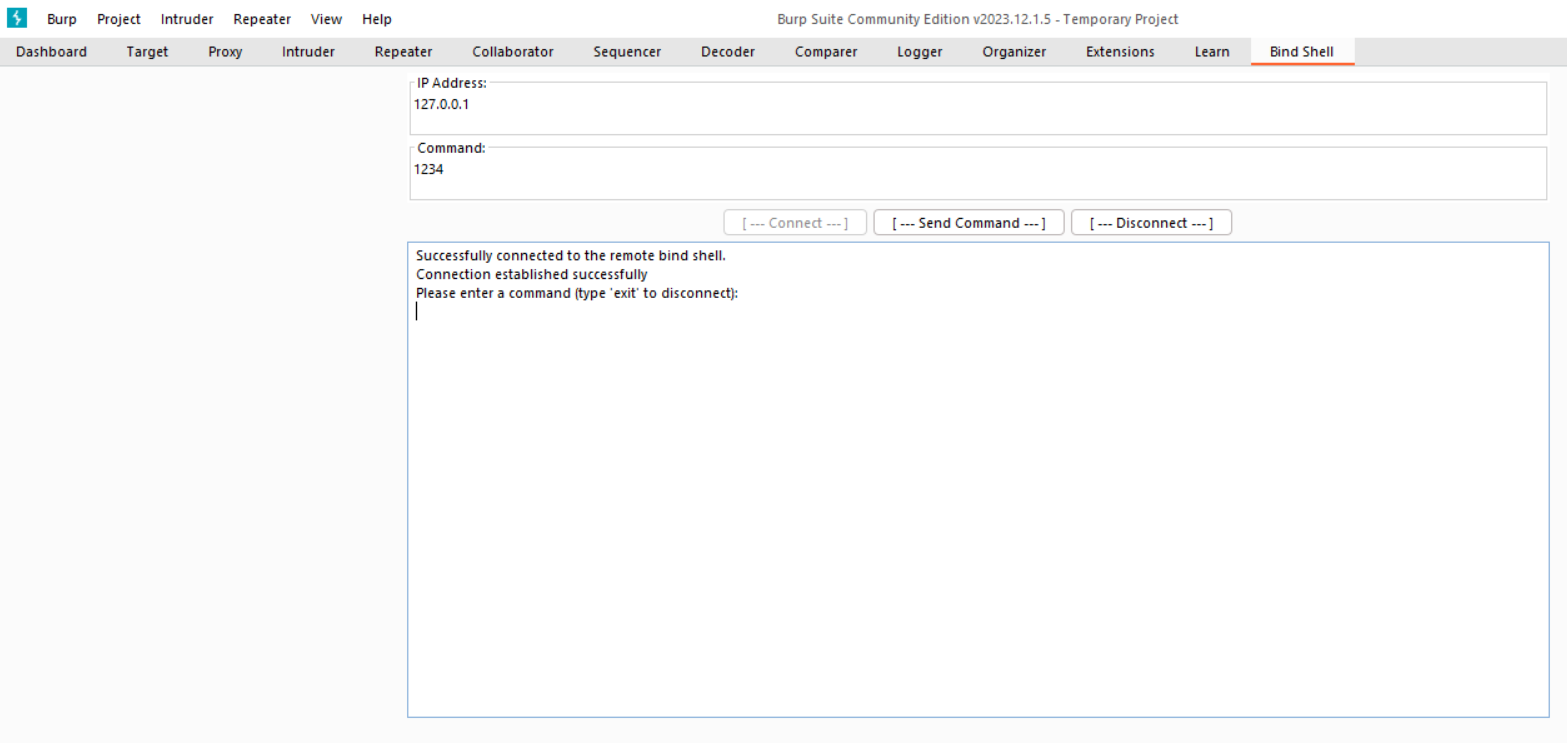 Burp Project Intruder Repeater View Help Burp Suite Community Edition v2023.12.1.5 - Temporary Project
Dashboard Target Proxy Intruder Repeater Collaborator Sequencer Decoder Comparer Logger Organizer Extensions Learn Bind Shell
IP Address:
127.0.0.1
Command:
1234
[ --- Connect --- ] [ --- Send Command --- ] [ --- Disconnect --- ]
Successfully connected to the remote bind shell.
Connection established successfully
Please enter a command (type 'exit' to disconnect):